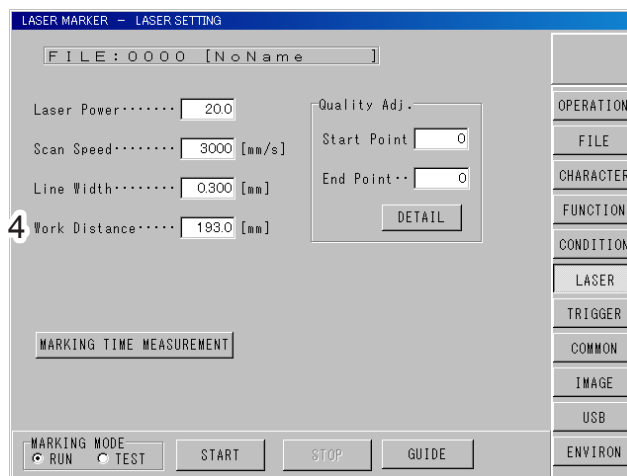 LASER MARKER － LASER SETTING
FILE:0000 [NoName ]
Laser Power······· 20.0
Scan Speed········ 3000 [mm/s]
Line Width········ 0.300 [mm]
4 Work Distance····· 193.0 [mm]
Quality Adj.
Start Point 0
End Point·· 0
DETAIL
MARKING TIME MEASUREMENT
OPERATION
FILE
CHARACTER
FUNCTION
CONDITION
LASER
TRIGGER
COMMON
IMAGE
USB
ENVIRON
MARKING MODE
RUN TEST
START
STOP
GUIDE